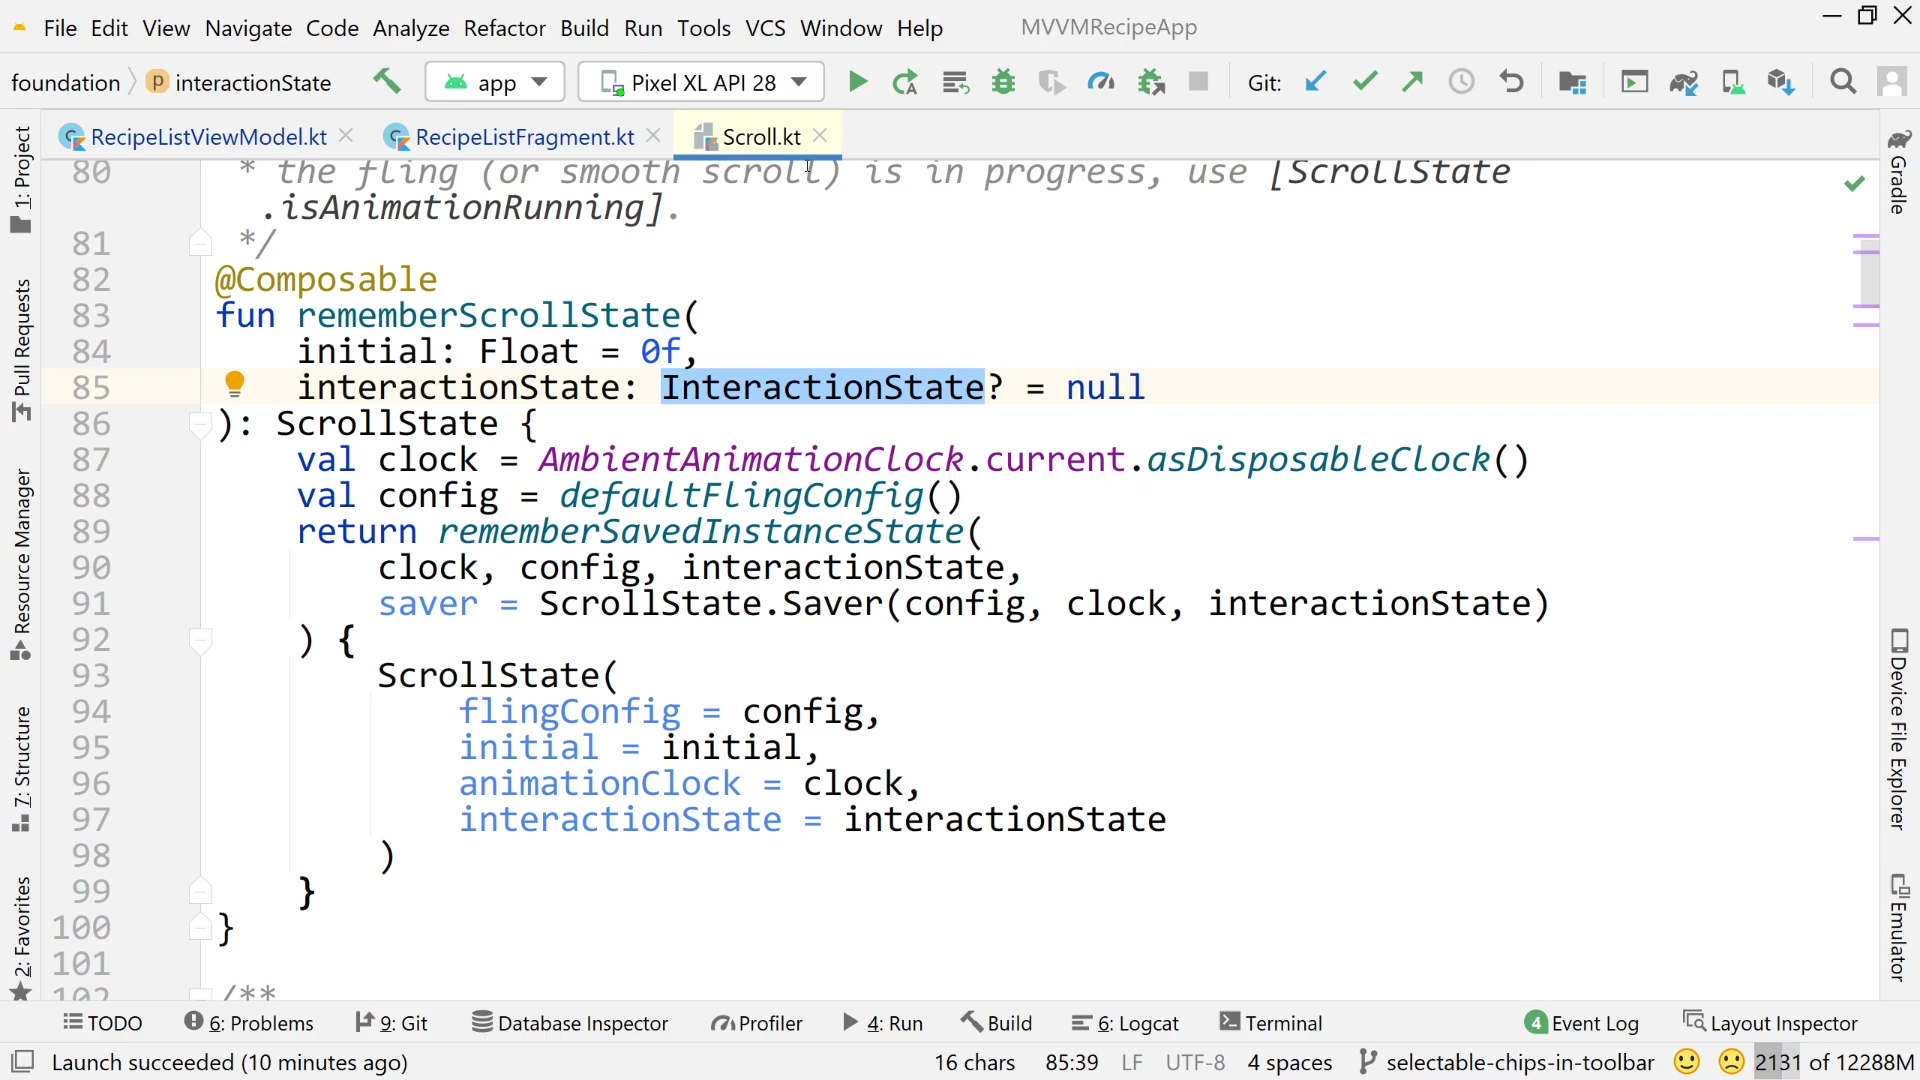 File Edit View Navigate Code Analyze Refactor Build Run Tools VCS Window Help MVVMRecipeApp
foundation interactionState app Pixel XL API 28 Git:
RecipeListViewModel.kt RecipeListFragment.kt Scroll.kt
80 * the fling (or smooth scroll) is in progress, use [ScrollState
.isAnimationRunning].
81 */
82 @Composable
83 fun rememberScrollState(
84 initial: Float = 0f,
85 interactionState: InteractionState? = null
86 ): ScrollState {
87 val clock = AmbientAnimationClock.current.asDisposableClock()
88 val config = defaultFlingConfig()
89 return rememberSavedInstanceState(
90 clock, config, interactionState,
91 saver = ScrollState.Saver(config, clock, interactionState)
92 ) {
93 ScrollState(
94 flingConfig = config,
95 initial = initial,
96 animationClock = clock,
97 interactionState = interactionState
98 )
99 }
100 }
101
102 /**
1: Project
Pull Requests
Resource Manager
7: Structure
2: Favorites
Gradle
Device File Explorer
Emulator
TODO 6: Problems 9: Git Database Inspector Profiler 4: Run Build 6: Logcat Terminal 4 Event Log Layout Inspector
Launch succeeded (10 minutes ago) 16 chars 85:39 LF UTF-8 4 spaces selectable-chips-in-toolbar 2131 of 12288M